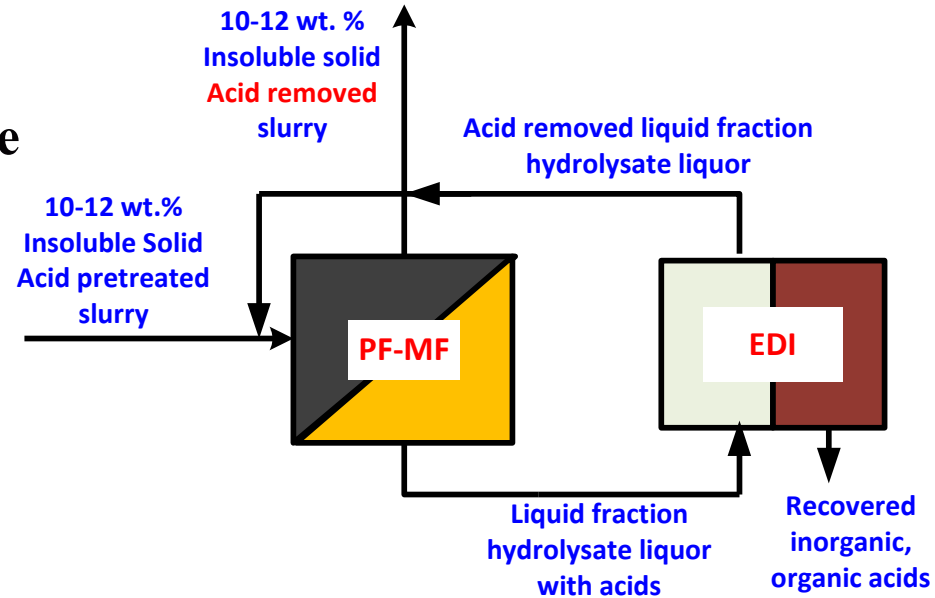 10-12 wt. %
Insoluble solid
Acid removed
slurry
e
Acid removed liquid fraction
hydrolysate liquor
10-12 wt.%
Insoluble Solid
Acid pretreated
slurry
PF-MF
EDI
Liquid fraction
hydrolysate liquor
with acids
Recovered
inorganic,
organic acids